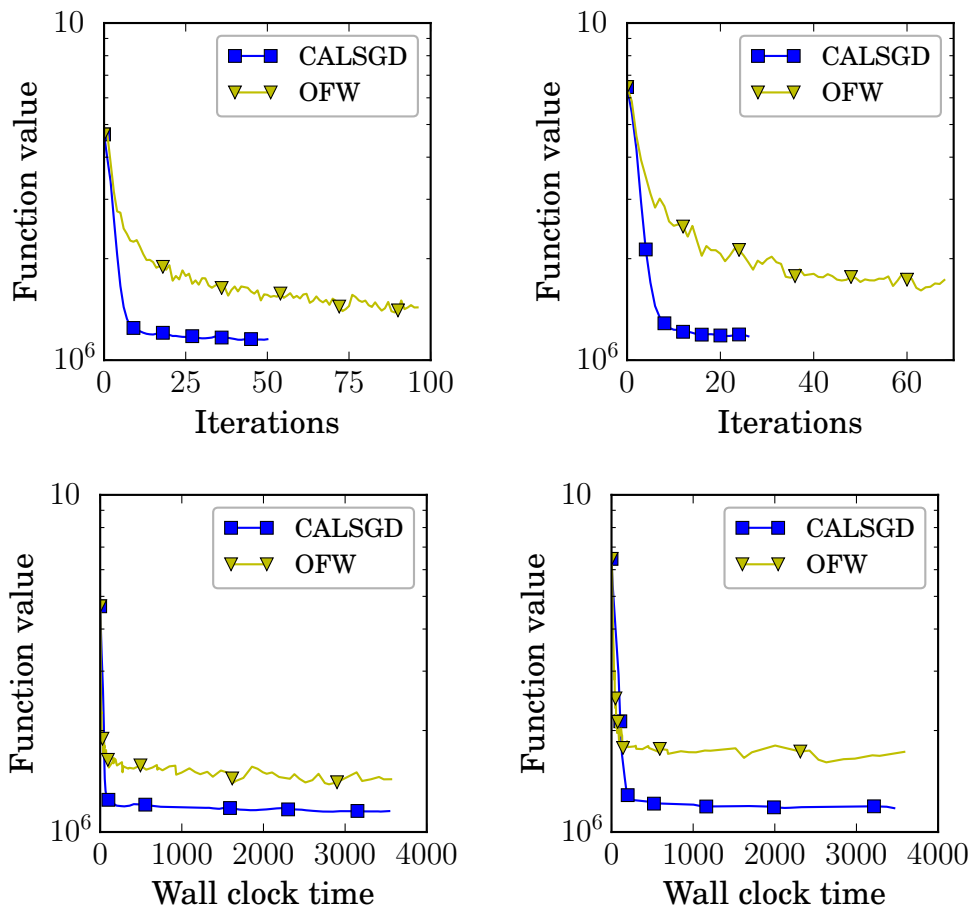 10
CALSGD
OFW
Function value
10^6
0 25 50 75 100
Iterations
10
CALSGD
OFW
Function value
10^6
0 20 40 60
Iterations
10
CALSGD
OFW
Function value
10^6
0 1000 2000 3000 4000
Wall clock time
10
CALSGD
OFW
Function value
10^6
0 1000 2000 3000 4000
Wall clock time